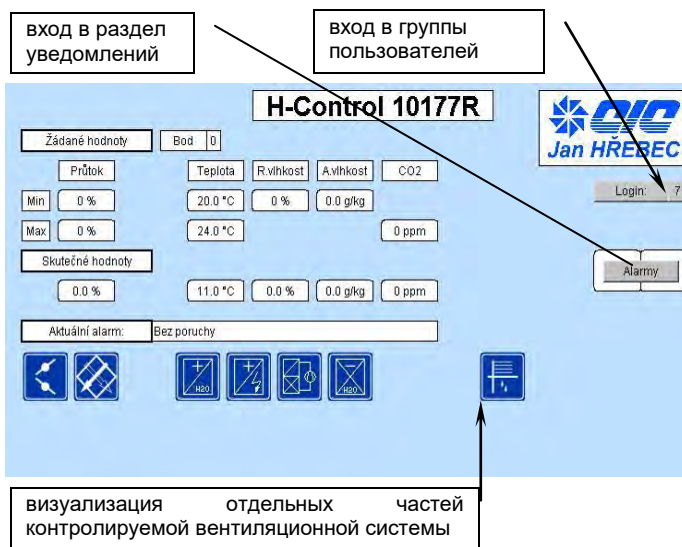 вход в раздел
уведомлений
вход в группы
пользователей
H-Control 10177R
CIC
Jan HŘEBEC
Žádané hodnoty Bod 0
Průtok Teplota R.vlhkost A.vlhkost CO2
Login: 7
Min 0 % 20.0 °C 0 % 0.0 g/kg
Max 0 % 24.0 °C 0 ppm
Skutečné hodnoty
Alarmy
0.0 % 11.0 °C 0.0 % 0.0 g/kg 0 ppm
Aktuální alarm: Bez poruchy
+ H2O + H2O
визуализация отдельных частей
контролируемой вентиляционной системы